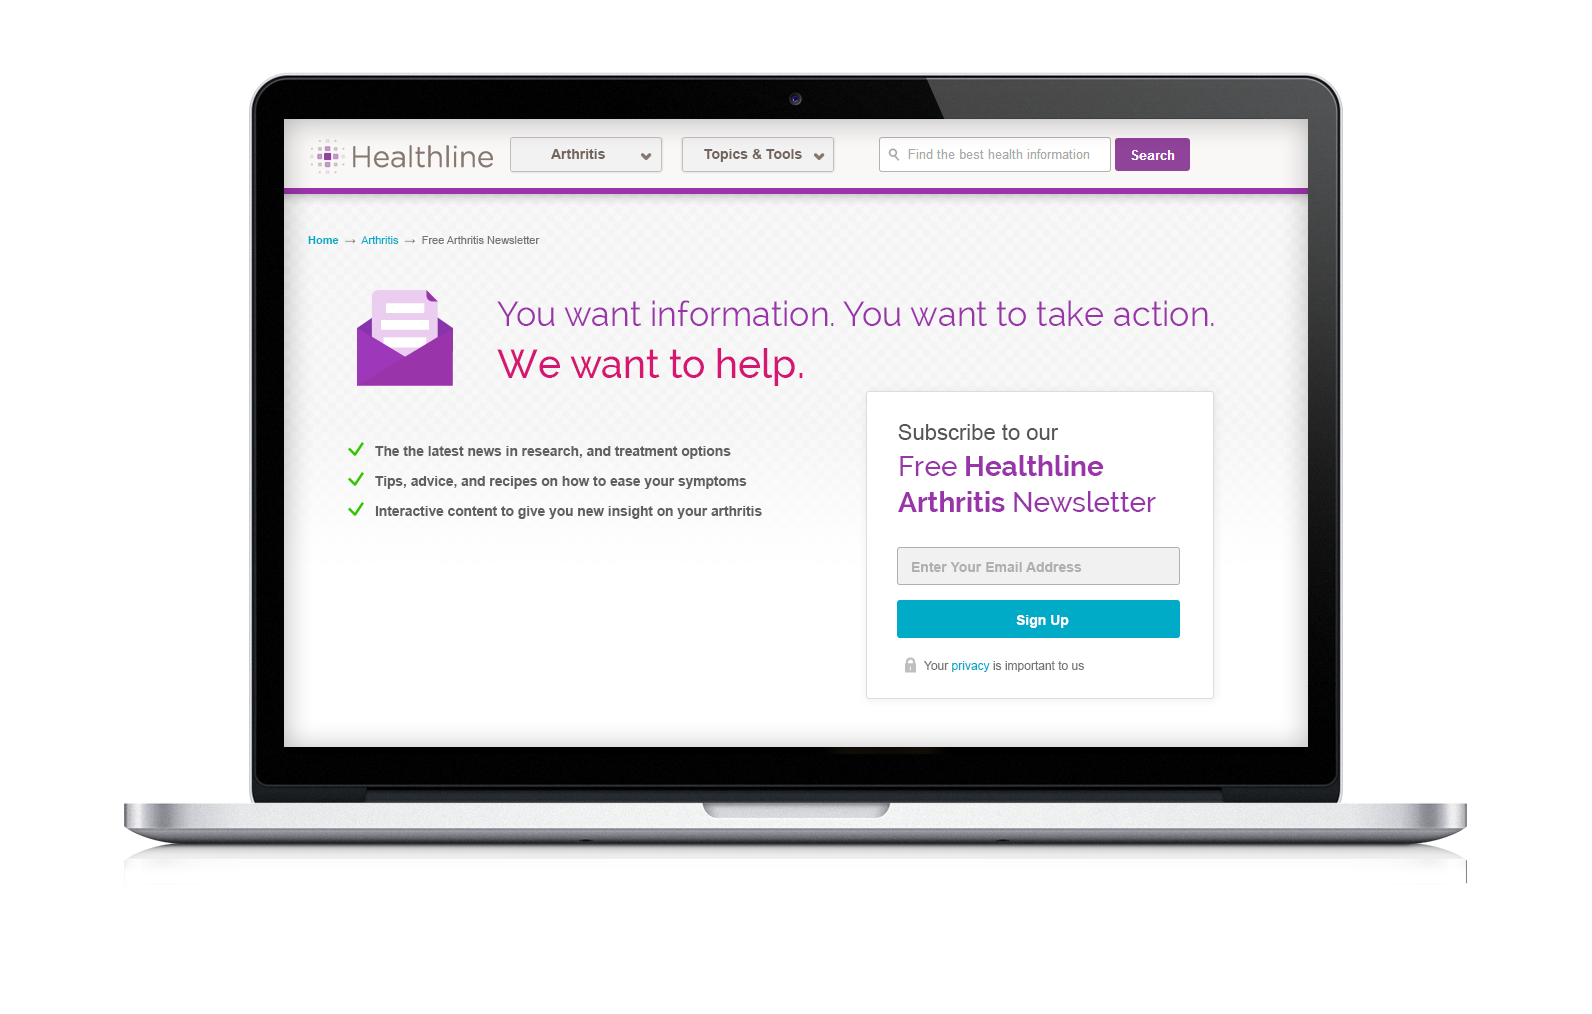 Healthline
Arthritis
Topics & Tools
Find the best health information
Search
Home → Arthritis → Free Arthritis Newsletter
You want information. You want to take action.
We want to help.
The the latest news in research, and treatment options
Tips, advice, and recipes on how to ease your symptoms
Interactive content to give you new insight on your arthritis
Subscribe to our
Free Healthline
Arthritis Newsletter
Enter Your Email Address
Sign Up
Your privacy is important to us